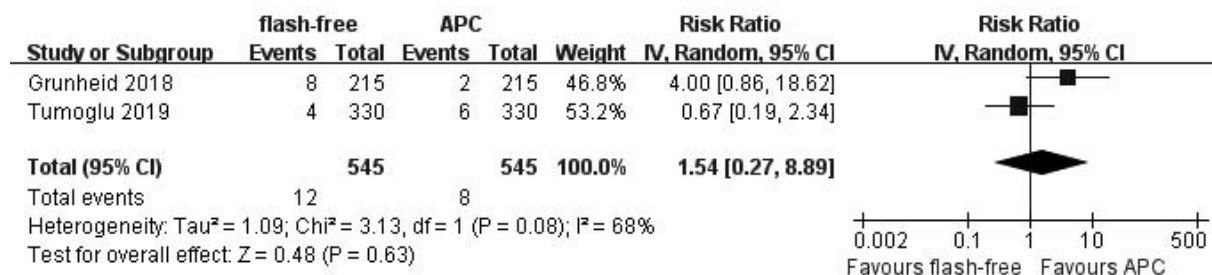 flash-free APC Risk Ratio Risk Ratio
Study or Subgroup Events Total Events Total Weight IV, Random, 95% CI IV, Random, 95% CI
Grunheid 2018 8 215 2 215 46.8% 4.00 [0.86, 18.62]
Tumoglu 2019 4 330 6 330 53.2% 0.67 [0.19, 2.34]
Total (95% CI) 545 545 100.0% 1.54 [0.27, 8.89]
Total events 12 8
Heterogeneity: Tau² = 1.09; Chi² = 3.13, df = 1 (P = 0.08); I² = 68%
Test for overall effect: Z = 0.48 (P = 0.63)
0.002 0.1 1 10 500
Favours flash-free Favours APC